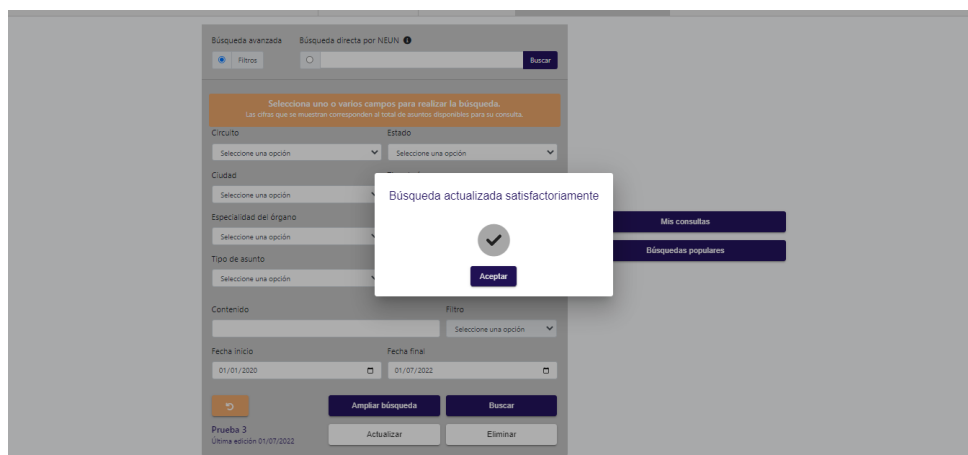 Búsqueda avanzada
Búsqueda directa por NEUN
Filtros
Buscar
Selecciona uno o varios campos para realizar la búsqueda.
Las cifras que se muestran corresponden al total de asuntos disponibles para su consulta.
Circuito
Estado
Seleccione una opción
Seleccione una opción
Ciudad
Seleccione una opción
Búsqueda actualizada satisfactoriamente
Aceptar
Especialidad del órgano
Seleccione una opción
Tipo de asunto
Seleccione una opción
Mis consultas
Búsquedas populares
Contenido
Filtro
Seleccione una opción
Fecha inicio
Fecha final
01/01/2020
01/07/2022
Ampliar búsqueda
Buscar
Prueba 3
Última edición 01/07/2022
Actualizar
Eliminar